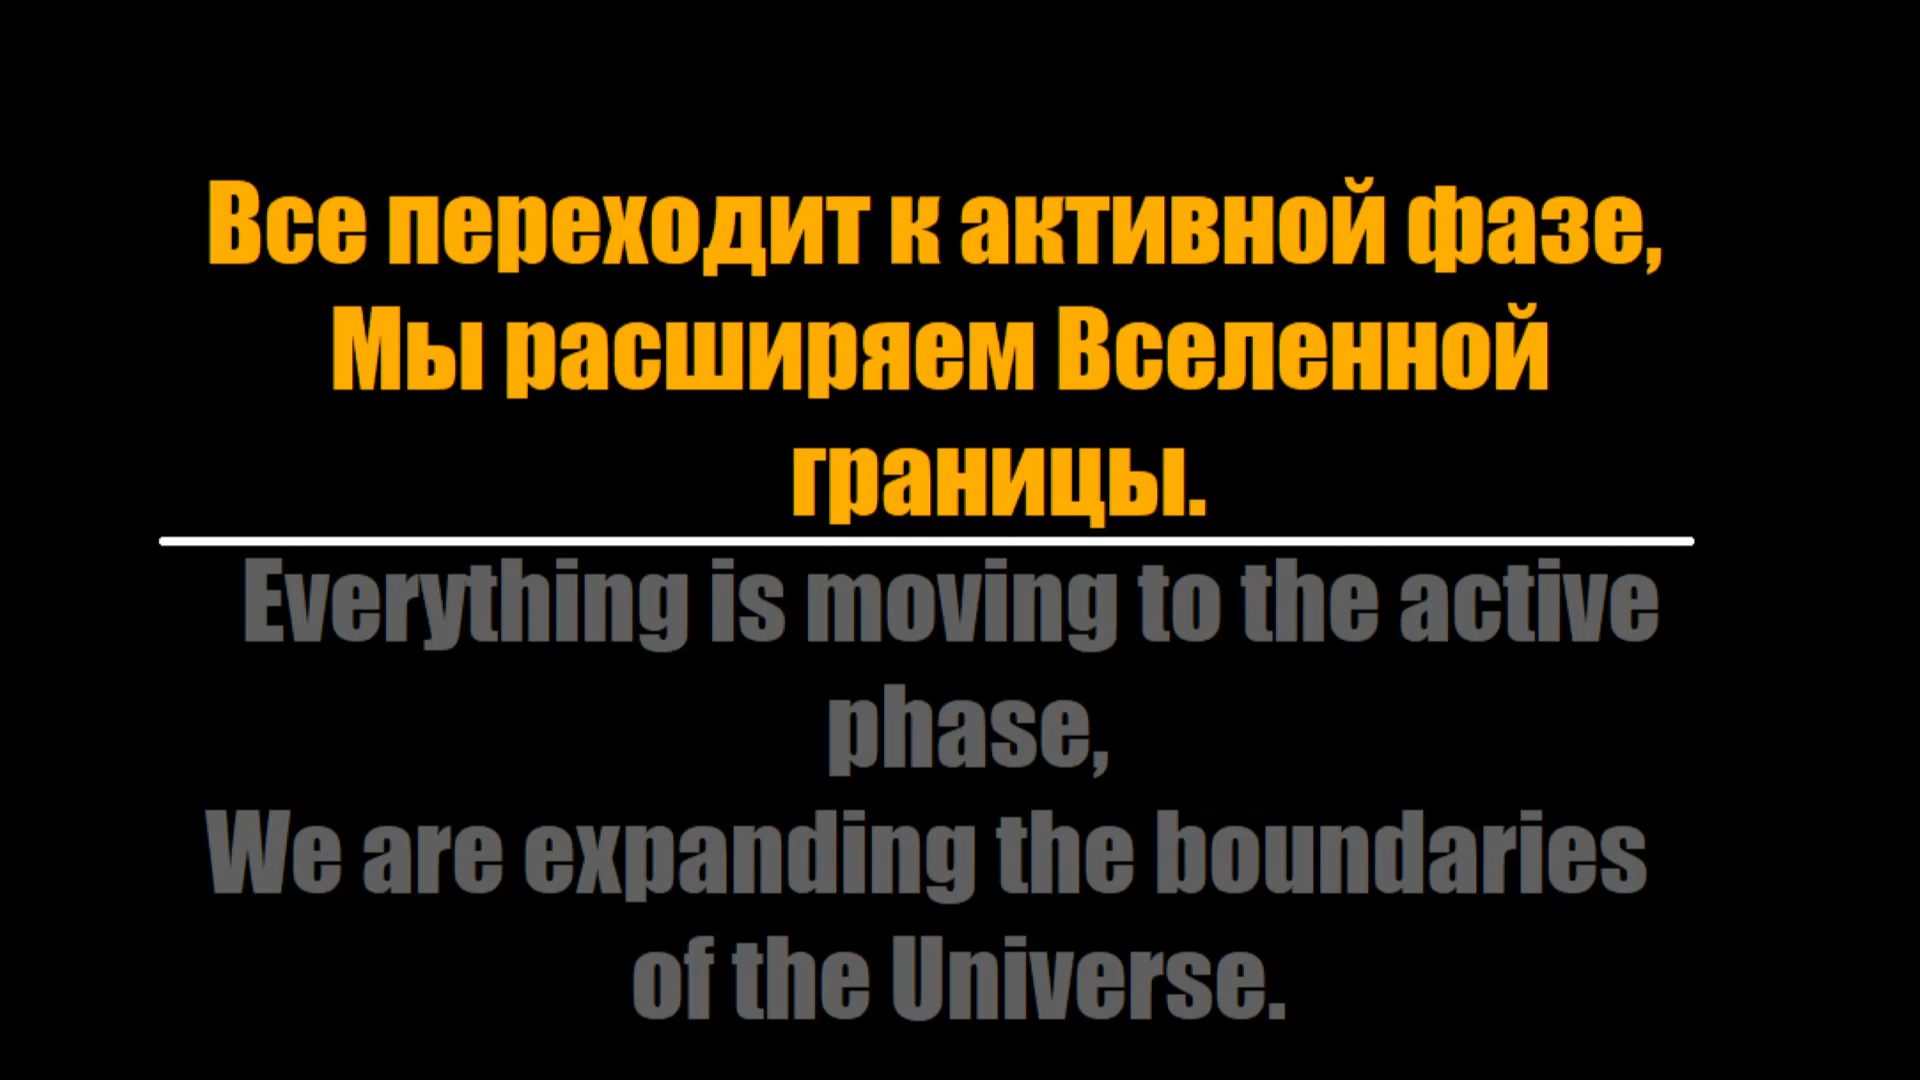 Все переходит к активной фазе,
Мы расширяем Вселенной
границы.
Everything is moving to the active
phase,
We are expanding the boundaries
of the Universe.